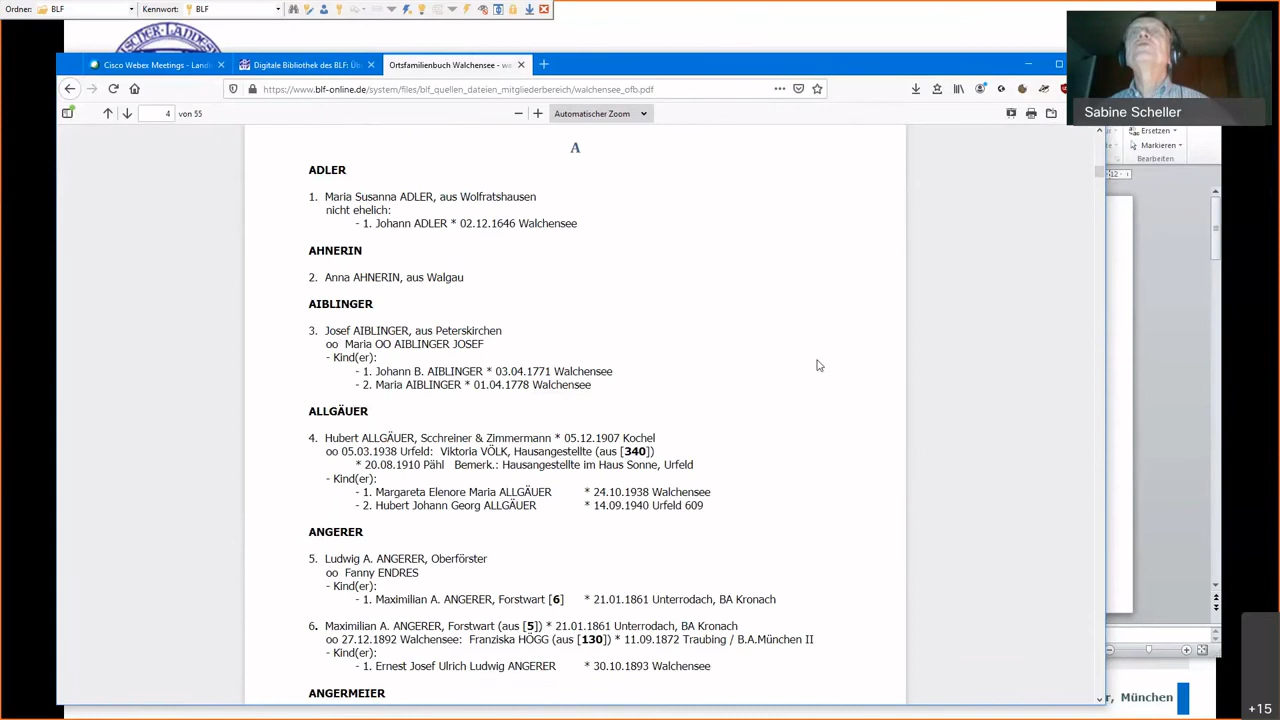 Ordner: BLF Kennwort: BLF
Cisco Webex Meetings - Landi
Digitale Bibliothek des BLF: Üb
Ortsfamilienbuch Walchensee - wa
https://www.blf-online.de/system/files/blf_quellen_dateien_mitgliederbereich/walchensee_ofb.pdf
4 von 55
Automatischer Zoom
Sabine Scheller
Ersetzen
Markieren
Bearbeiten
12
A
ADLER
1. Maria Susanna ADLER, aus Wolfratshausen
nicht ehelich:
- 1. Johann ADLER * 02.12.1646 Walchensee
AHNERIN
2. Anna AHNERIN, aus Walgau
AIBLINGER
3. Josef AIBLINGER, aus Peterskirchen
oo Maria OO AIBLINGER JOSEF
- Kind(er):
- 1. Johann B. AIBLINGER * 03.04.1771 Walchensee
- 2. Maria AIBLINGER * 01.04.1778 Walchensee
ALLGÄUER
4. Hubert ALLGÄUER, Scchreiner & Zimmermann * 05.12.1907 Kochel
oo 05.03.1938 Urfeld: Viktoria VÖLK, Hausangestellte (aus [340])
* 20.08.1910 Pähl Bemerk.: Hausangestellte im Haus Sonne, Urfeld
- Kind(er):
- 1. Margareta Elenore Maria ALLGÄUER * 24.10.1938 Walchensee
- 2. Hubert Johann Georg ALLGÄUER * 14.09.1940 Urfeld 609
ANGERER
5. Ludwig A. ANGERER, Oberförster
oo Fanny ENDRES
- Kind(er):
- 1. Maximilian A. ANGERER, Forstwart [6] * 21.01.1861 Unterrodach, BA Kronach
6. Maximilian A. ANGERER, Forstwart (aus [5]) * 21.01.1861 Unterrodach, BA Kronach
oo 27.12.1892 Walchensee: Franziska HÖGG (aus [130]) * 11.09.1872 Traubing / B.A.München II
- Kind(er):
- 1. Ernest Josef Ulrich Ludwig ANGERER * 30.10.1893 Walchensee
ANGERMEIER
r, München
+15